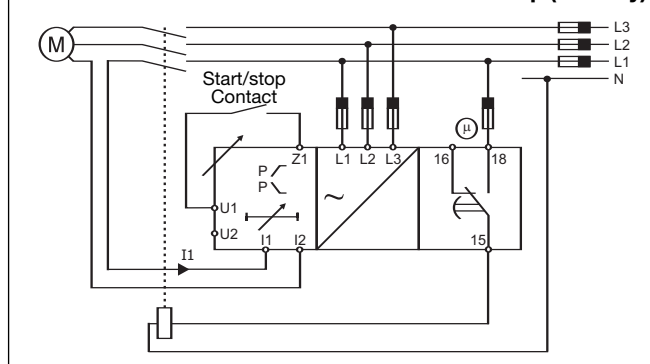 p
L3
L2
L1
N
M
Start/stop
Contact
μ
Z1 L1 L2 L3 16 18
P
P
~
U1
U2
I1 I2 15
I1